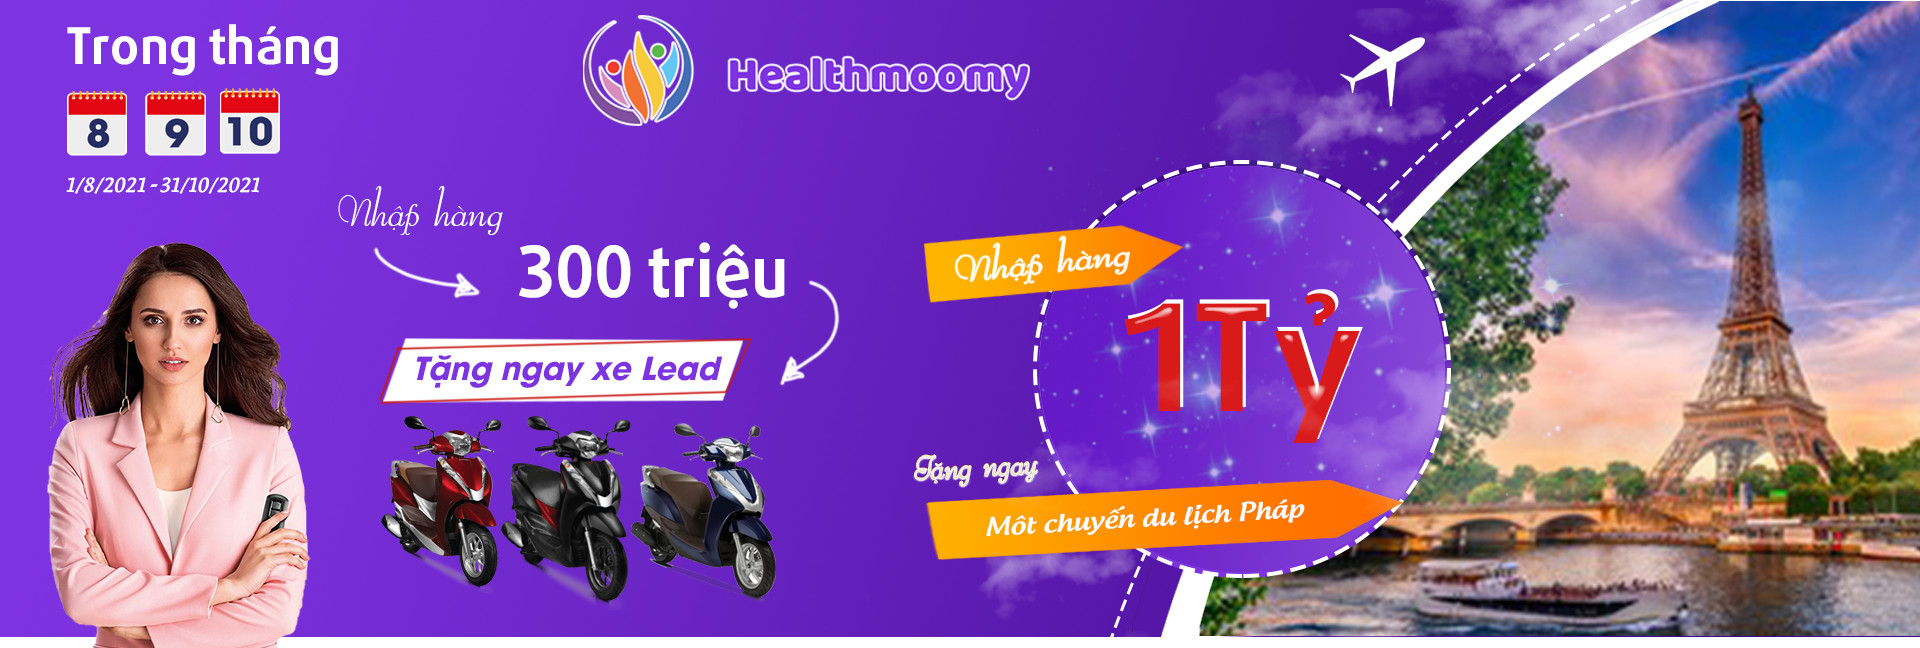 Trong tháng
8 9 10
1/8/2021 - 31/10/2021
Healthmoomy
Nhập hàng
300 triệu
Tặng ngay xe Lead
Nhập hàng
1Tỷ
Tặng ngay
Môt chuyến du lịch Pháp